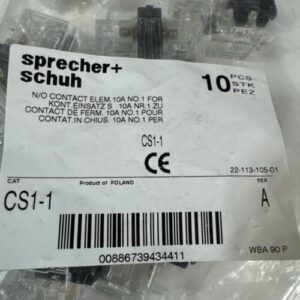 sprecher+
schuh
10 PCS-
STK
PEZ
N/O CONTACT ELEM.10A NO.1 FOR
KONT.EINSATZ S 10A NR.1 ZU
CONTACT DE FERM. 10A NO.1 POUR
CONTAT.IN CHIUS. 10A NO.1 PER
CS1-1
CE
22-113-105-01
CAT Product of POLAND SER
CS1-1 A
00886739434411
WBA 90 P